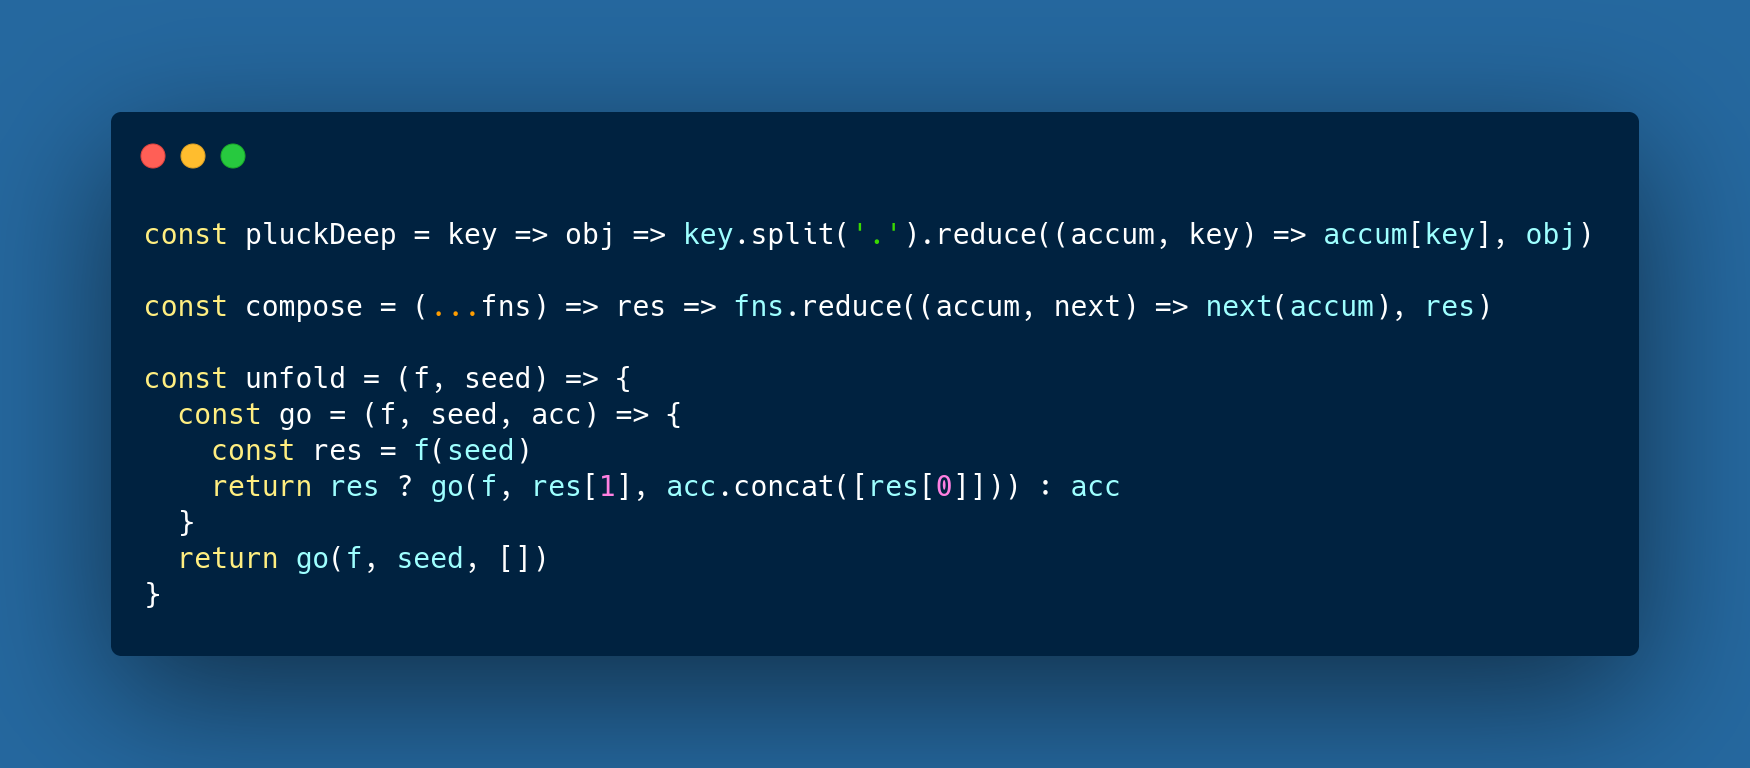 const pluckDeep = key => obj => key.split('.').reduce((accum, key) => accum[key], obj)
const compose = (...fns) => res => fns.reduce((accum, next) => next(accum), res)
const unfold = (f, seed) => {
  const go = (f, seed, acc) => {
    const res = f(seed)
    return res ? go(f, res[1], acc.concat([res[0]])) : acc
  }
  return go(f, seed, [])
}